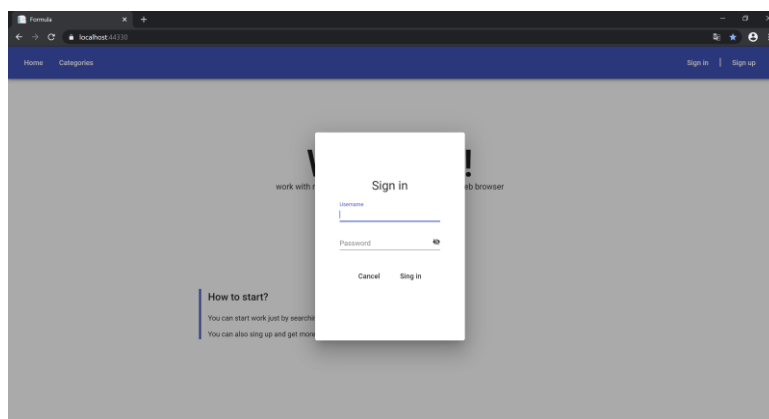 Formula
localhost:44330
Home Categories Sign in | Sign up
work with eb browser
Sign in
Username
Password
Cancel Sing in
How to start?
You can start work just by searchi
You can also sing up and get more